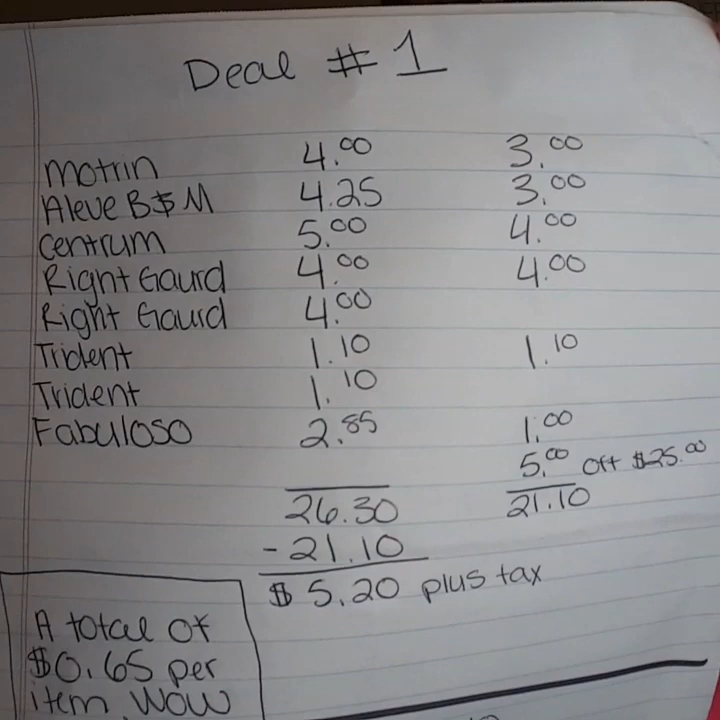 Deal # 1
Motrin 4.00 3.00
Aleve B$M 4.25 3.00
Centrum 5.00 4.00
Right Gaurd 4.00 4.00
Right Gaurd 4.00
Trident 1.10 1.10
Trident 1.10
Fabuloso 2.85 1.00
5.00 off $25.00
26.30 21.10
- 21.10
$ 5.20 plus tax
A total of
$0.65 per
item WOW